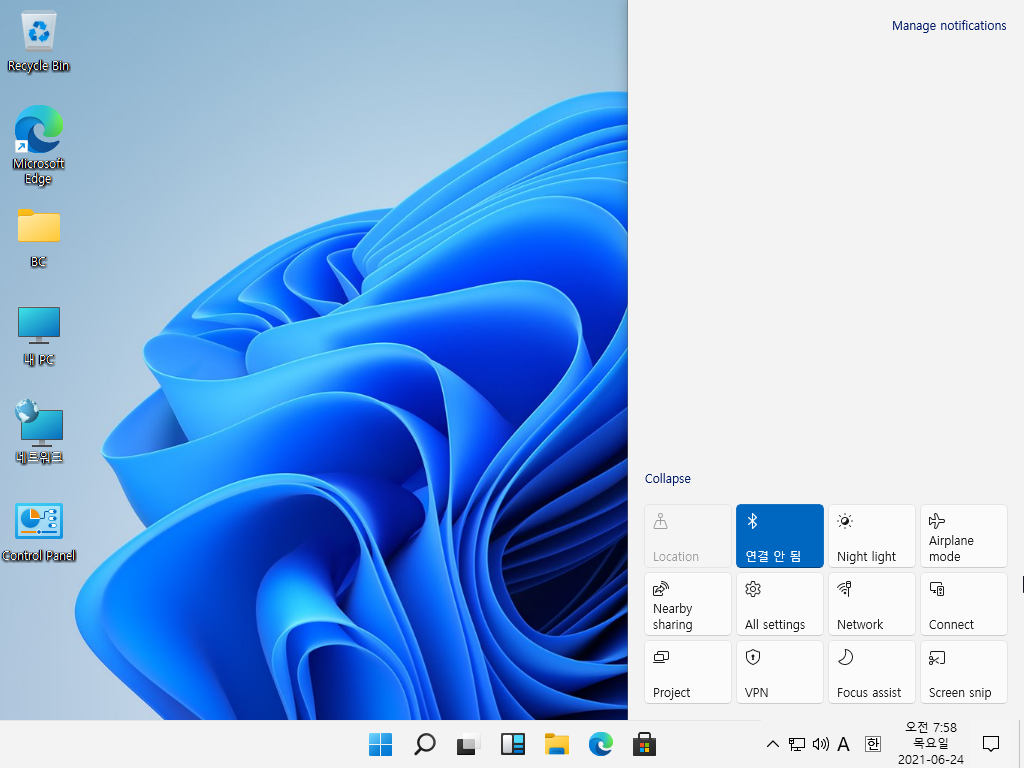 Manage notifications
Recycle Bin
Microsoft
Edge
BC
내 PC
네트워크
Control Panel
Collapse
Location
연결 안 됨
Night light
Airplane
mode
Nearby
sharing
All settings
Network
Connect
Project
VPN
Focus assist
Screen snip
A
한
오전 7:58
목요일
2021-06-24